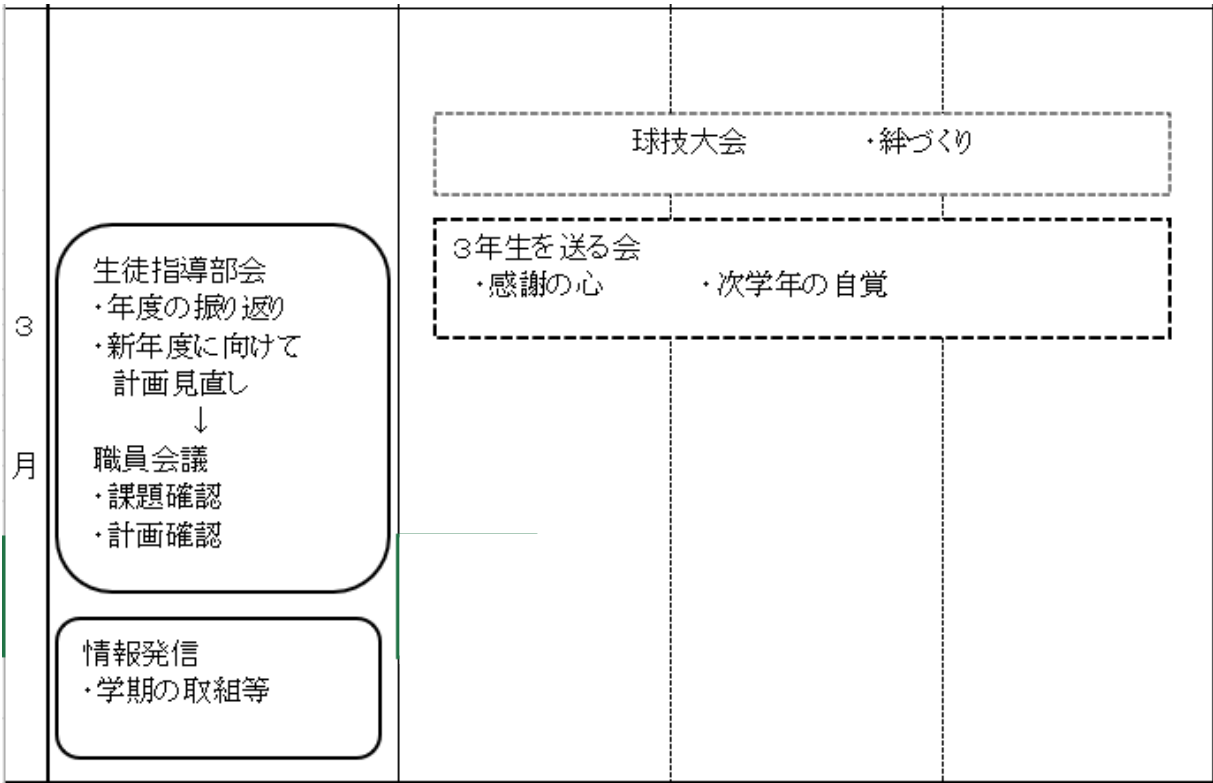 球技大会 ・絆づくり
3年生を送る会
・感謝の心 ・次学年の自覚
3
月
生徒指導部会
・年度の振り返り
・新年度に向けて
計画見直し
↓
職員会議
・課題確認
・計画確認
情報発信
・学期の取組等